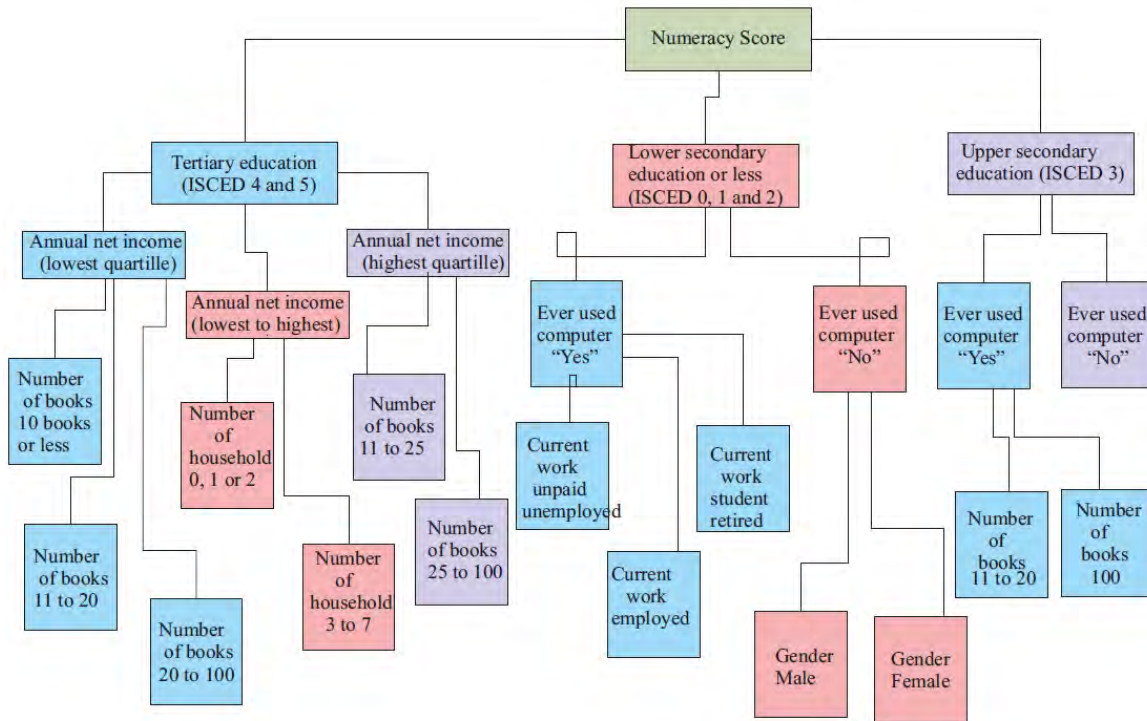 Numeracy Score
Tertiary education
(ISCED 4 and 5)
Lower secondary
education or less
(ISCED 0, 1 and 2)
Upper secondary
education (ISCED 3)
Annual net income
(lowest quartille)
Annual net income
(highest quartille)
Annual net income
(lowest to highest)
Ever used
computer
“Yes”
Ever used
computer
“No”
Ever used
computer
“Yes”
Ever used
computer
“No”
Number
of books
10 books
or less
Number
of
household
0, 1 or 2
Number
of books
11 to 25
Current
work
unpaid
unemployed
Current
work
student
retired
Number of books
11 to 20
Number of books
20 to 100
Number
of
household
3 to 7
Number
of books
25 to 100
Current
work
employed
Number
of
books
11 to 20
Number
of
books
100
Gender
Male
Gender
Female